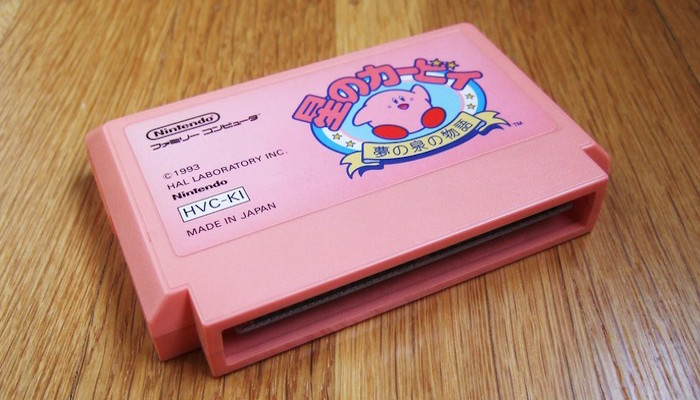 Nintendo
ファミリー コンピュータ
©1993
HAL LABORATORY INC.
Nintendo
HVC-KI
MADE IN JAPAN
星のカービィ
夢の泉の物語
TM